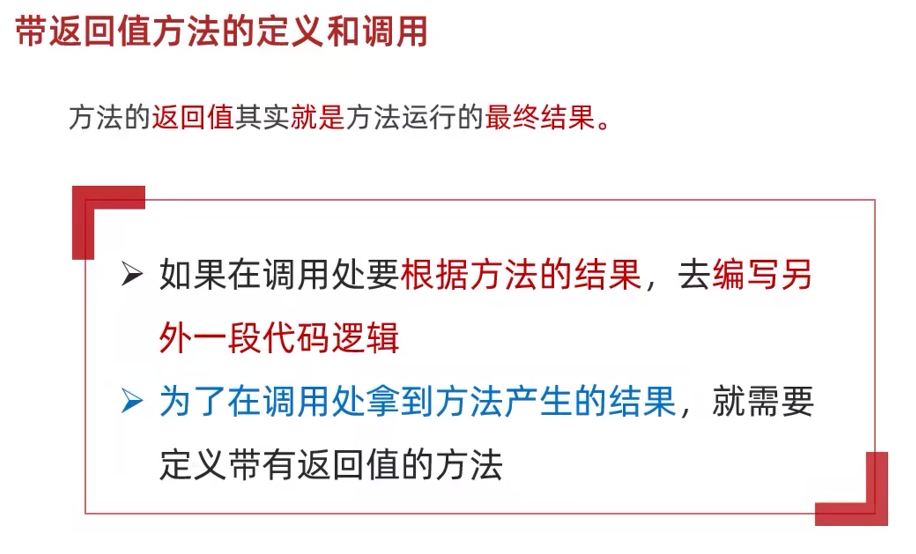 带返回值方法的定义和调用
方法的返回值其实就是方法运行的最终结果。
➢ 如果在调用处要根据方法的结果，去编写另
外一段代码逻辑
➢ 为了在调用处拿到方法产生的结果，就需要
定义带有返回值的方法